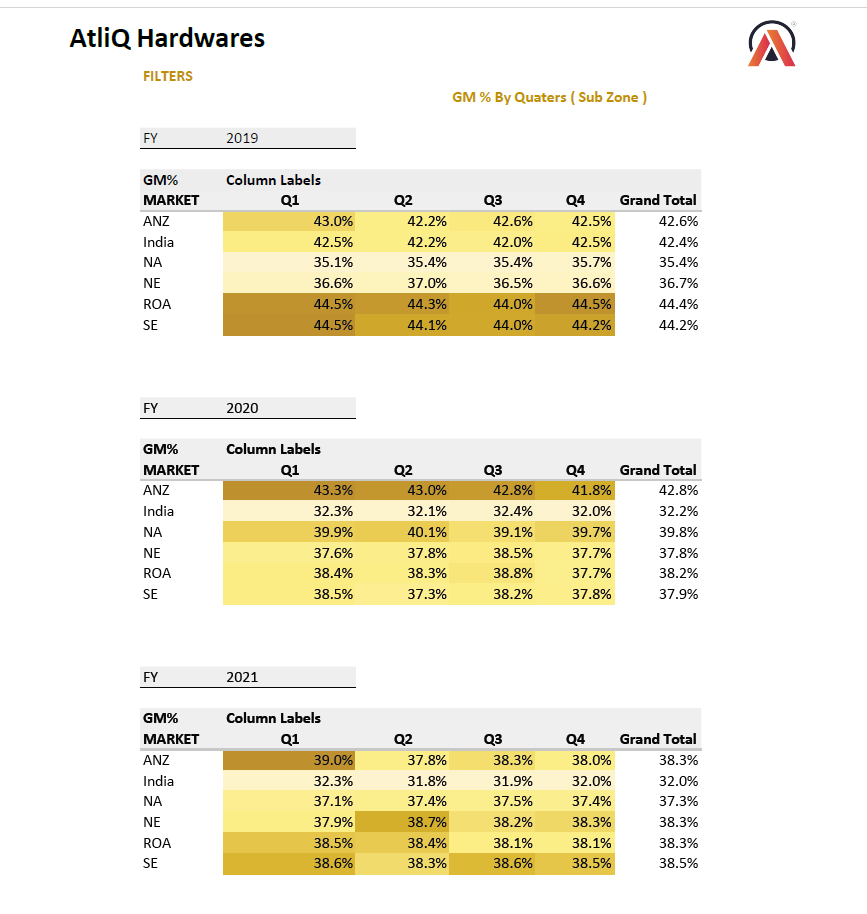 AtliQ Hardwares
FILTERS
GM % By Quaters ( Sub Zone )
FY 2019
GM% Column Labels
MARKET Q1 Q2 Q3 Q4 Grand Total
ANZ 43.0% 42.2% 42.6% 42.5% 42.6%
India 42.5% 42.2% 42.0% 42.5% 42.4%
NA 35.1% 35.4% 35.4% 35.7% 35.4%
NE 36.6% 37.0% 36.5% 36.6% 36.7%
ROA 44.5% 44.3% 44.0% 44.5% 44.4%
SE 44.5% 44.1% 44.0% 44.2% 44.2%
FY 2020
GM% Column Labels
MARKET Q1 Q2 Q3 Q4 Grand Total
ANZ 43.3% 43.0% 42.8% 41.8% 42.8%
India 32.3% 32.1% 32.4% 32.0% 32.2%
NA 39.9% 40.1% 39.1% 39.7% 39.8%
NE 37.6% 37.8% 38.5% 37.7% 37.8%
ROA 38.4% 38.3% 38.8% 37.7% 38.2%
SE 38.5% 37.3% 38.2% 37.8% 37.9%
FY 2021
GM% Column Labels
MARKET Q1 Q2 Q3 Q4 Grand Total
ANZ 39.0% 37.8% 38.3% 38.0% 38.3%
India 32.3% 31.8% 31.9% 32.0% 32.0%
NA 37.1% 37.4% 37.5% 37.4% 37.3%
NE 37.9% 38.7% 38.2% 38.3% 38.3%
ROA 38.5% 38.4% 38.1% 38.1% 38.3%
SE 38.6% 38.3% 38.6% 38.5% 38.5%